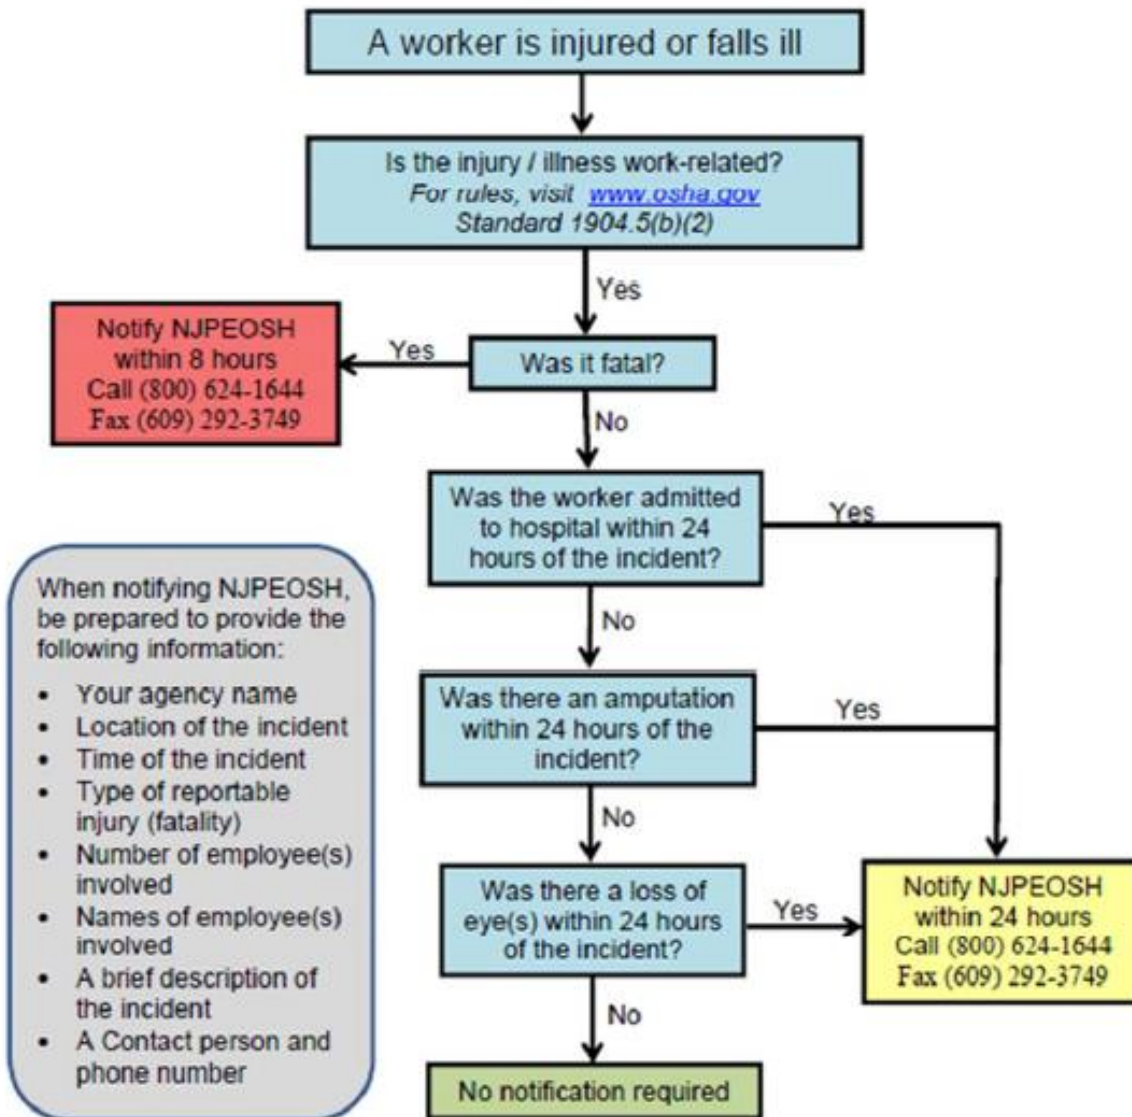 A worker is injured or falls ill
Is the injury / illness work-related?
For rules, visit www.osha.gov
Standard 1904.5(b)(2)
Yes
Notify NJPEOSH
within 8 hours
Call (800) 624-1644
Fax (609) 292-3749
Yes
Was it fatal?
No
Was the worker admitted
to hospital within 24
hours of the incident?
Yes
No
Was there an amputation
within 24 hours of the
incident?
Yes
No
Was there a loss of
eye(s) within 24 hours
of the incident?
Yes
Notify NJPEOSH
within 24 hours
Call (800) 624-1644
Fax (609) 292-3749
No
No notification required
When notifying NJPEOSH,
be prepared to provide the
following information:
• Your agency name
• Location of the incident
• Time of the incident
• Type of reportable
injury (fatality)
• Number of employee(s)
involved
• Names of employee(s)
involved
• A brief description of
the incident
• A Contact person and
phone number